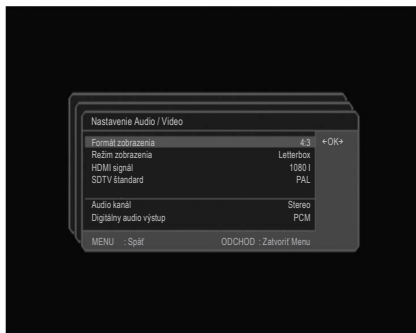 Nastavenie Audio / Video
Formát zobrazenia 4:3 ←OK→
Režim zobrazenia Letterbox
HDMI signál 1080 I
SDTV štandard PAL
Audio kanál Stereo
Digitálny audio výstup PCM
MENU : Späť ODCHOD : Zatvoriť Menu